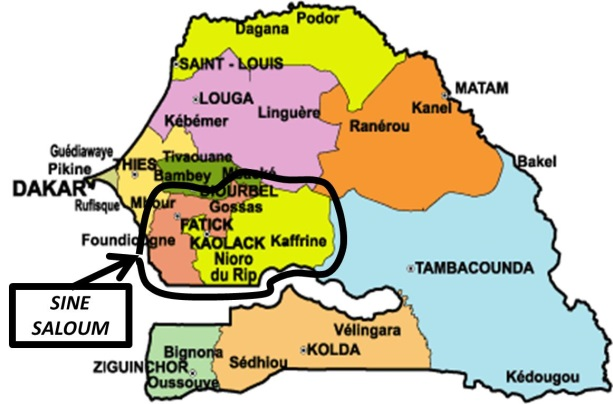 Podor
Dagana
SAINT - LOUIS
MATAM
LOUGA
Linguère
Kanel
Kébémer
Ranérou
Guédiawaye
Pikine
THIES
Tivaouane
Bakel
Bambey
DAKAR
DIOURBEL
Rufisque
Mbour
Gossas
FATICK
Foundiougne
KAOLACK
Kaffrine
Nioro
du Rip
TAMBACOUNDA
SINE
SALOUM
Vélingara
Bignona
KOLDA
Sédhiou
ZIGUINCHOR
Oussouye
Kédougou